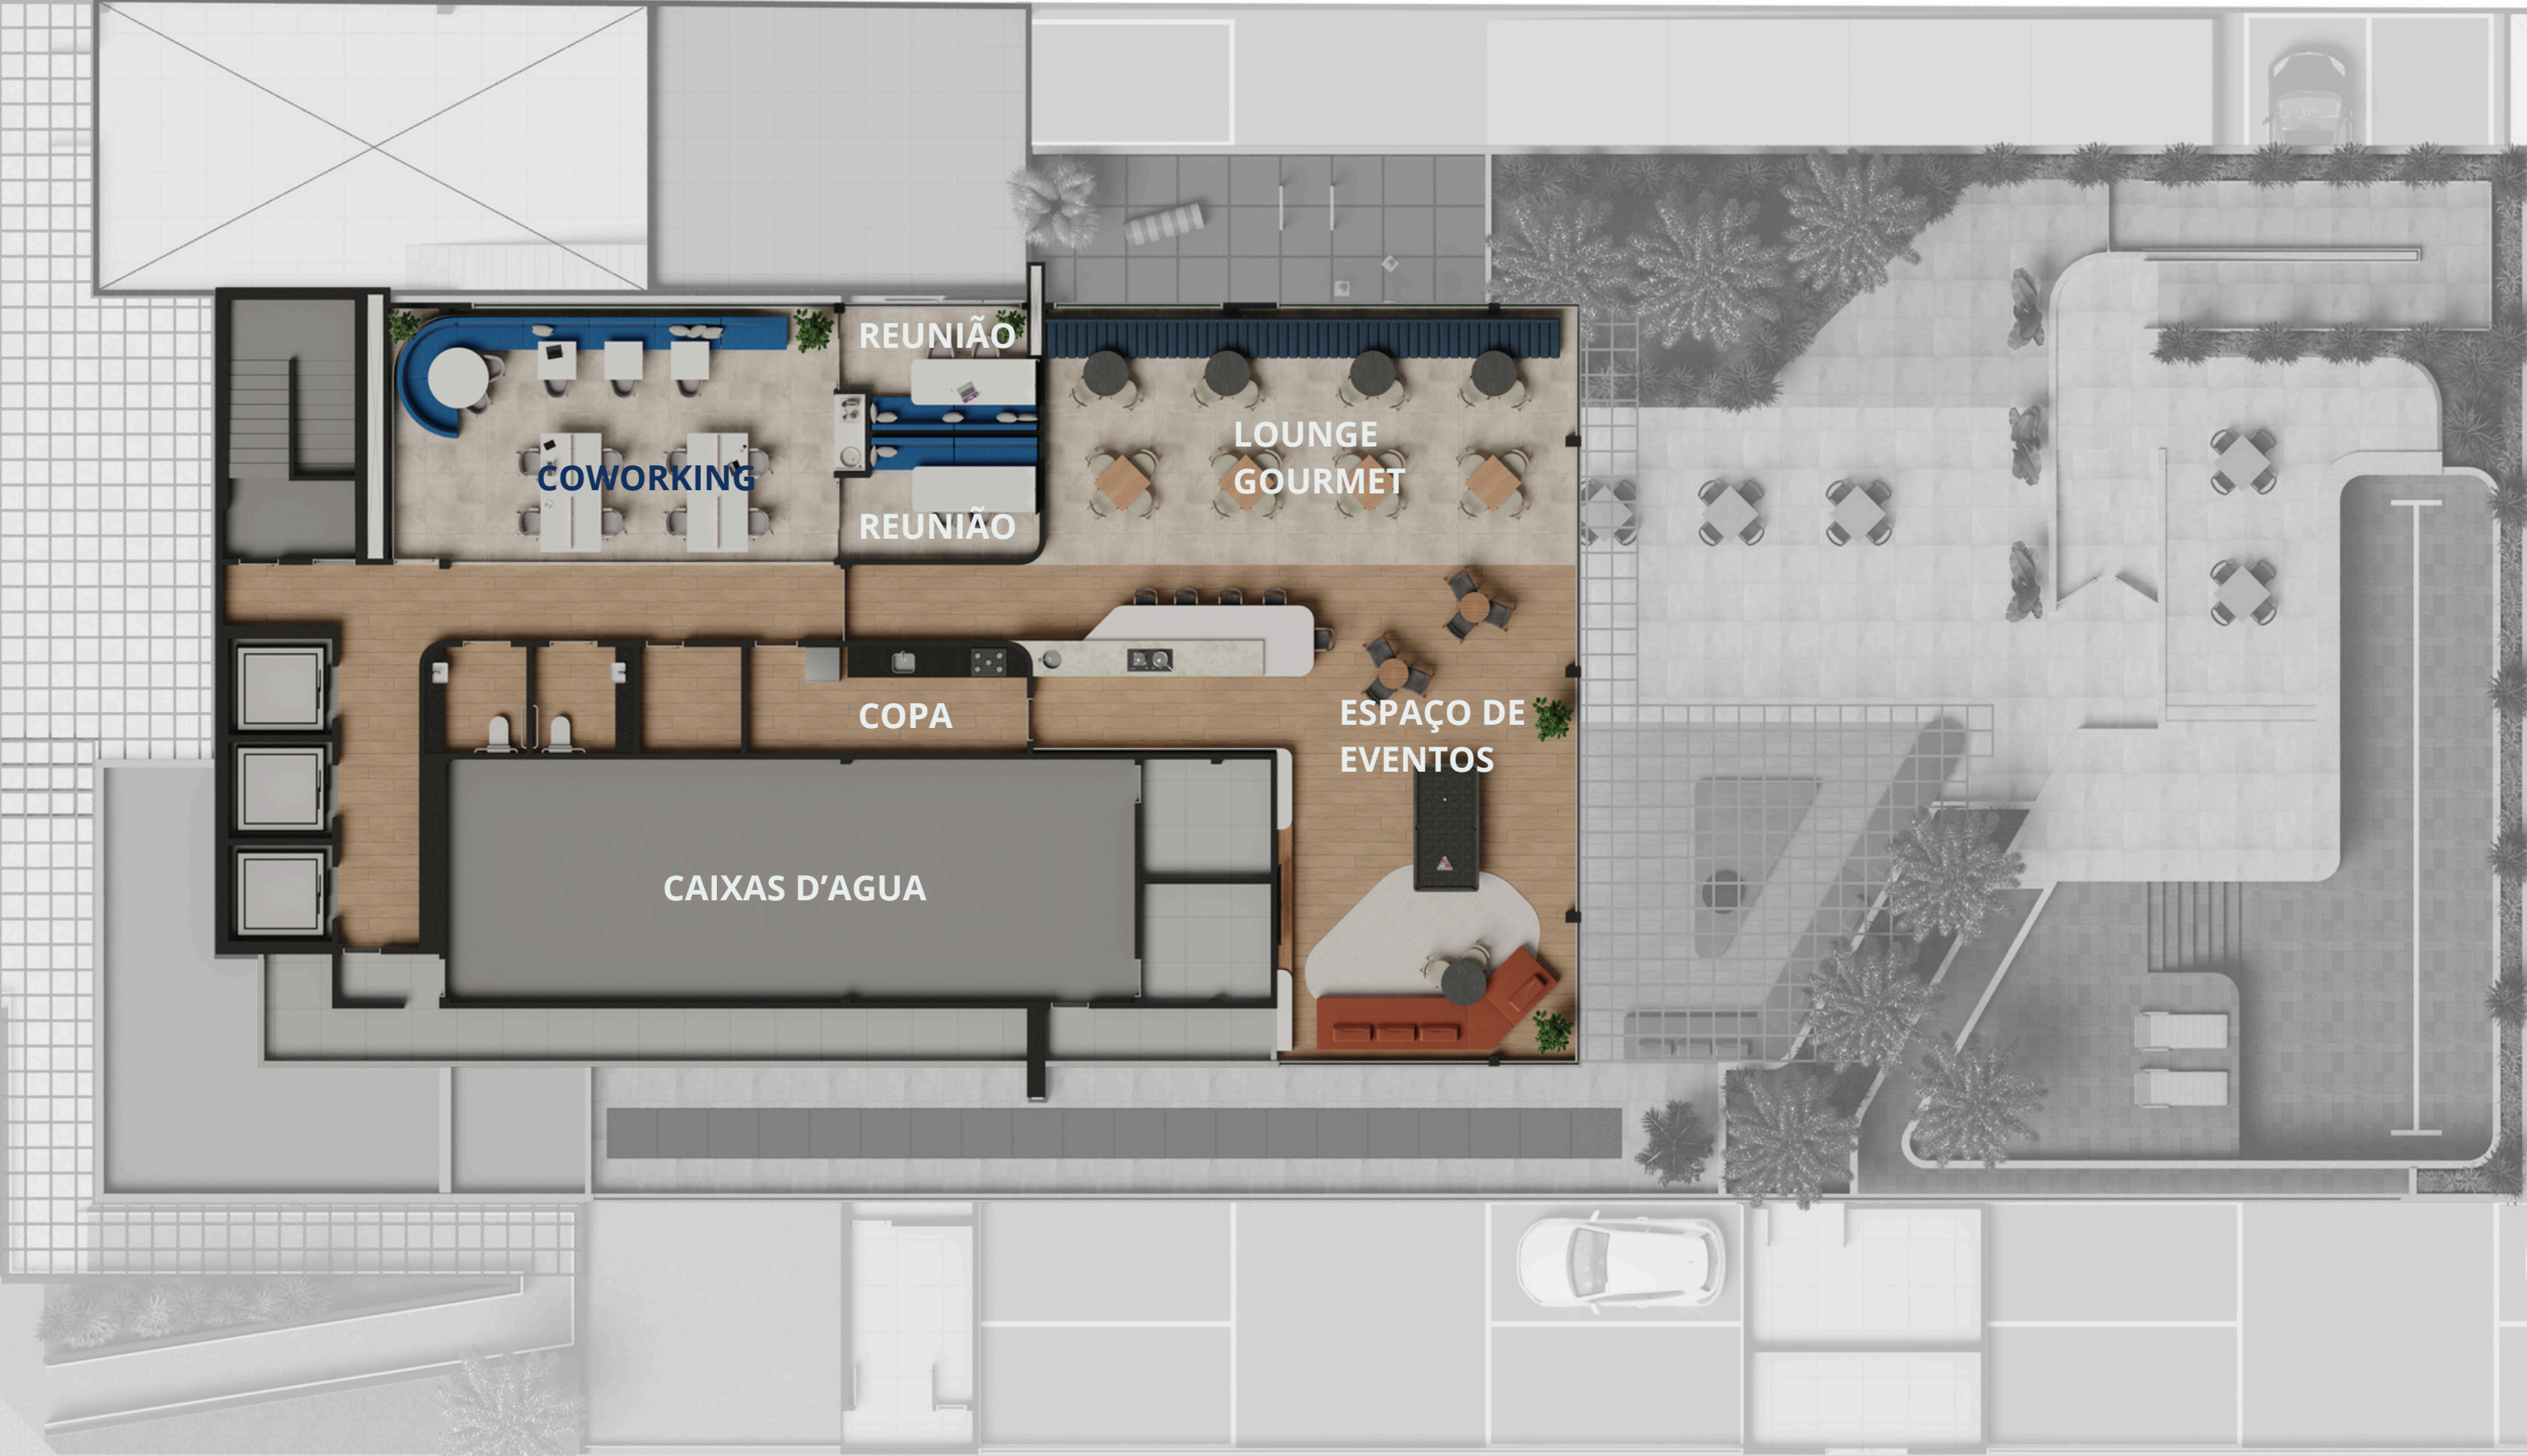 REUNIÃO
COWORKING
REUNIÃO
LOUNGE
GOURMET
COPA
ESPAÇO DE
EVENTOS
CAIXAS D’AGUA